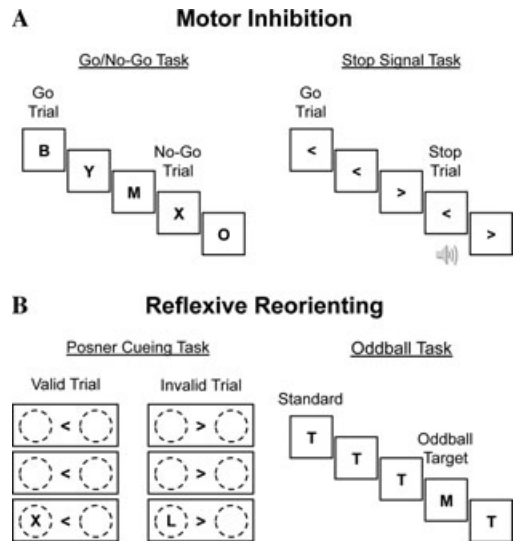 A
Motor Inhibition
Go/No-Go Task
Go
Trial
B
Y
M
No-Go
Trial
X
O
Stop Signal Task
Go
Trial
<
<
>
Stop
Trial
<
>
B
Reflexive Reorienting
Posner Cueing Task
Valid Trial
<
<
X <
Invalid Trial
>
>
L >
Oddball Task
Standard
T
T
T
Oddball
Target
M
T